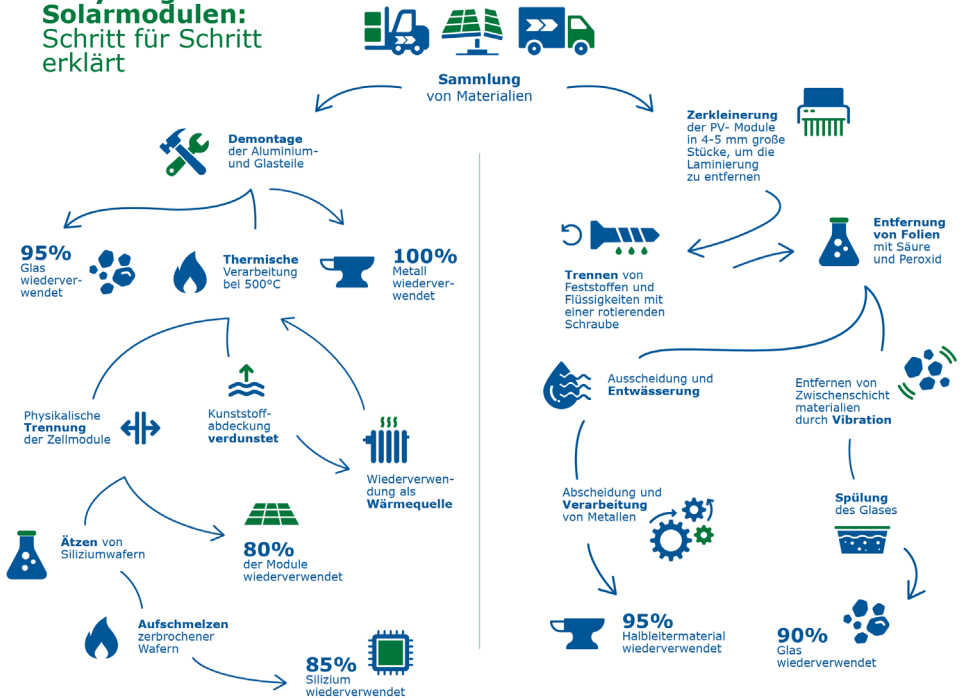 Solarmodulen:
Schritt für Schritt
erklärt
Sammlung
von Materialien
Demontage
der Aluminium-
und Glasteile
95%
Glas
wiederver-
wendet
Thermische
Verarbeitung
bei 500°C
100%
Metall
wiederver-
wendet
Physikalische
Trennung
der Zellmodule
Kunststoff-
abdeckung
verdunstet
Wiederverwen-
dung als
Wärmequelle
Ätzen von
Siliziumwafern
80%
der Module
wiederverwendet
Aufschmelzen
zerbrochener
Wafern
85%
Silizium
wiederverwendet
Zerkleinerung
der PV- Module
in 4-5 mm große
Stücke, um die
Laminierung
zu entfernen
Trennen von
Feststoffen und
Flüssigkeiten mit
einer rotierenden
Schraube
Entfernung
von Folien
mit Säure
und Peroxid
Ausscheidung und
Entwässerung
Entfernen von
Zwischenschicht
materialien
durch Vibration
Abscheidung und
Verarbeitung
von Metallen
Spülung
des Glases
95%
Halbleitermaterial
wiederverwendet
90%
Glas
wiederverwendet